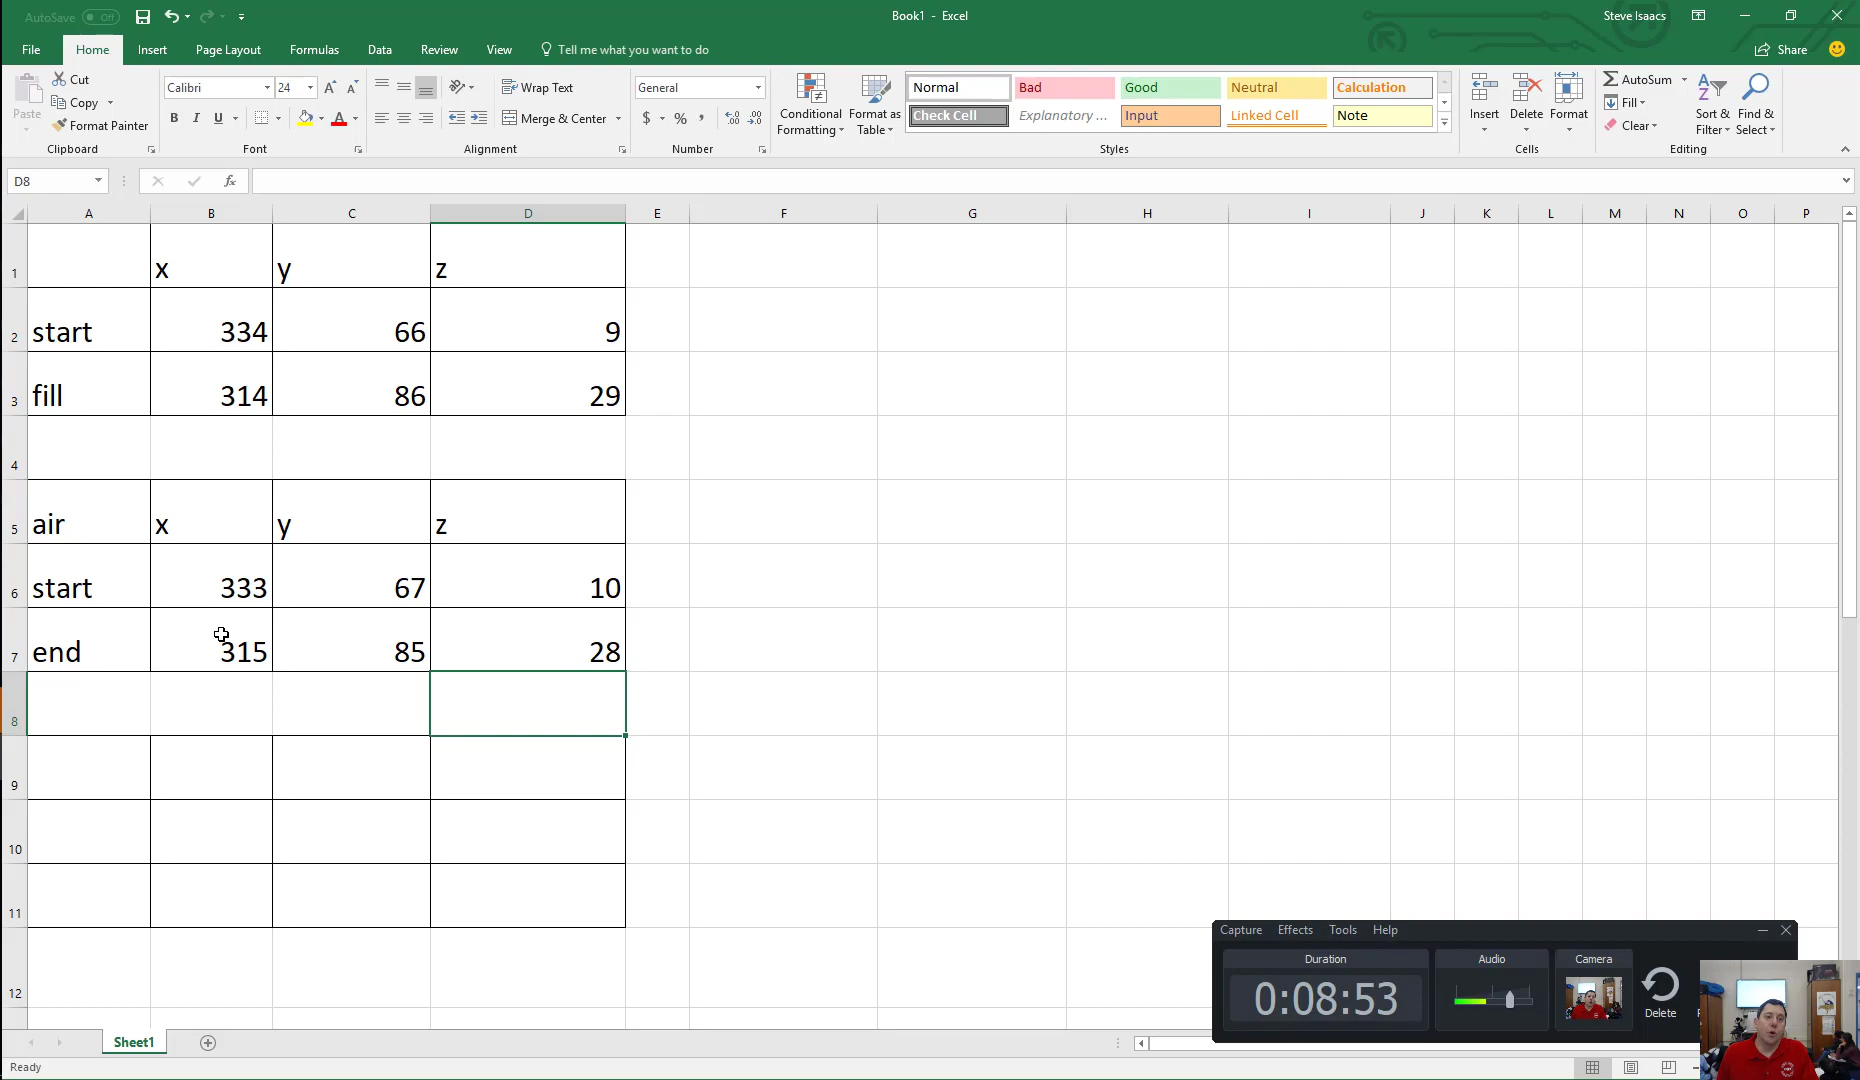 AutoSave Off
Book1 - Excel
Steve Isaacs
File Home Insert Page Layout Formulas Data Review View Tell me what you want to do
Share
Cut
Copy
Format Painter
Paste
Clipboard
Calibri 24
B I U
Font
Wrap Text
Merge & Center
Alignment
General
$ % ,
Number
Conditional Formatting
Format as Table
Normal Bad Good Neutral Calculation
Check Cell Explanatory ... Input Linked Cell Note
Styles
Insert Delete Format
Cells
AutoSum
Fill
Clear
Sort & Filter
Find & Select
Editing
D8
fx
A B C D E F G H I J K L M N O P
1 x y z
2 start 334 66 9
3 fill 314 86 29
4
5 air x y z
6 start 333 67 10
7 end 315 85 28
8
9
10
11
12
Capture Effects Tools Help
Duration
Audio
Camera
0:08:53
Delete
Sheet1
Ready